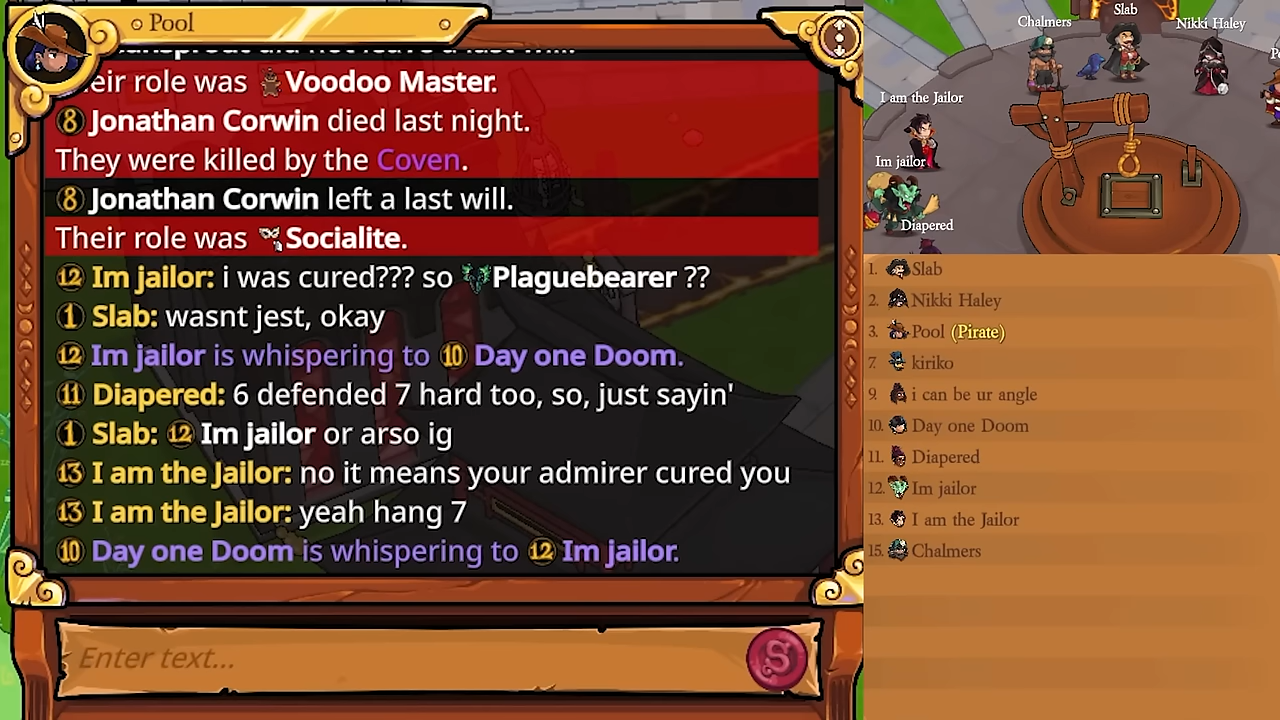 Pool
eir role was Voodoo Master.
8 Jonathan Corwin died last night.
They were killed by the Coven.
8 Jonathan Corwin left a last will.
Their role was Socialite.
12 Im jailor: i was cured??? so Plaguebearer ??
1 Slab: wasnt jest, okay
12 Im jailor is whispering to 10 Day one Doom.
11 Diapered: 6 defended 7 hard too, so, just sayin'
1 Slab: 12 Im jailor or arso ig
13 I am the Jailor: no it means your admirer cured you
13 I am the Jailor: yeah hang 7
10 Day one Doom is whispering to 12 Im jailor.
Enter text...
S
Slab
Chalmers
Nikki Haley
I am the Jailor
Im jailor
Diapered
1. Slab
2. Nikki Haley
3. Pool (Pirate)
7. kiriko
9. i can be ur angle
10. Day one Doom
11. Diapered
12. Im jailor
13. I am the Jailor
15. Chalmers